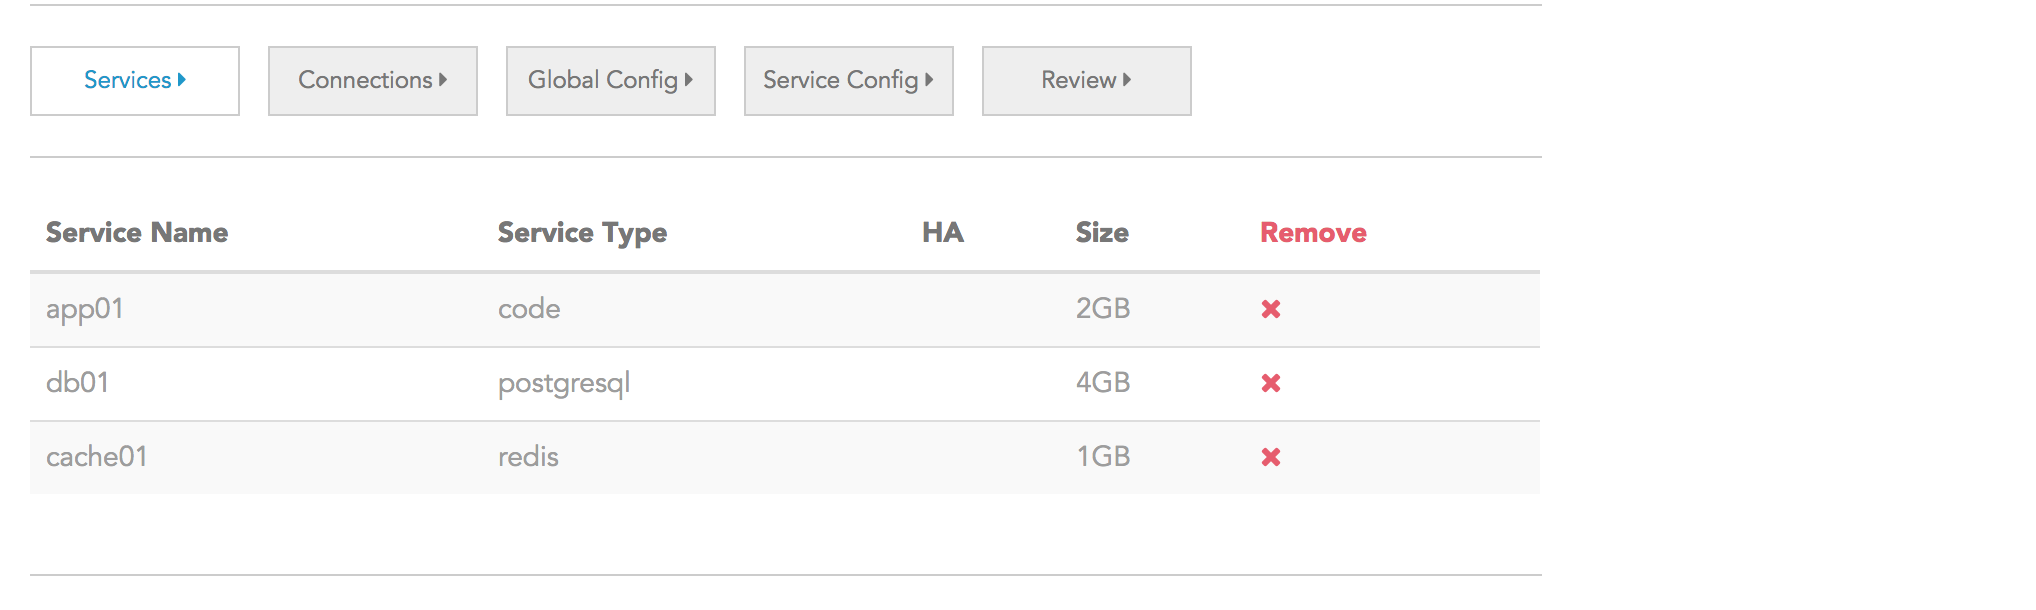 Services Connections Global Config Service Config Review
Service Name Service Type HA Size Remove
app01 code 2GB
db01 postgresql 4GB
cache01 redis 1GB